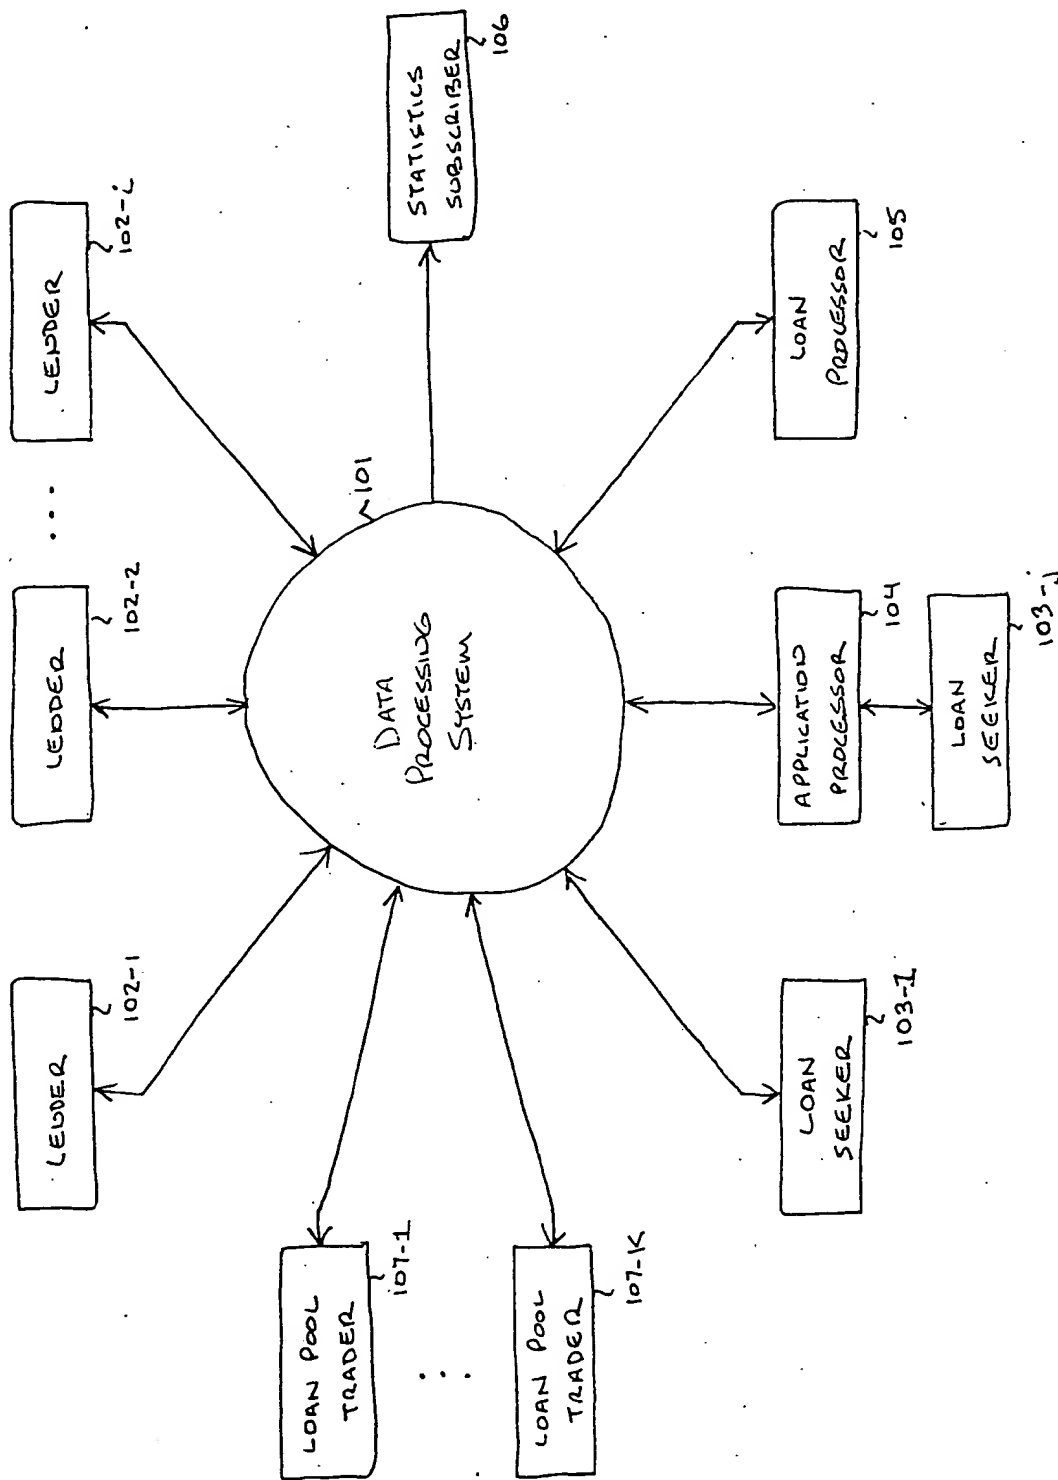 LENDER
102-1
LENDER
102-2
. . .
LENDER
102-i
LOAN POOL
TRADER
107-1
. . .
LOAN POOL
TRADER
107-K
DATA
PROCESSING
SYSTEM
101
STATISTICS
SUBSCRIBER
106
LOAN
SEEKER
103-1
APPLICATION
PROCESSOR
104
LOAN
SEEKER
103-j
LOAN
PROCESSOR
105